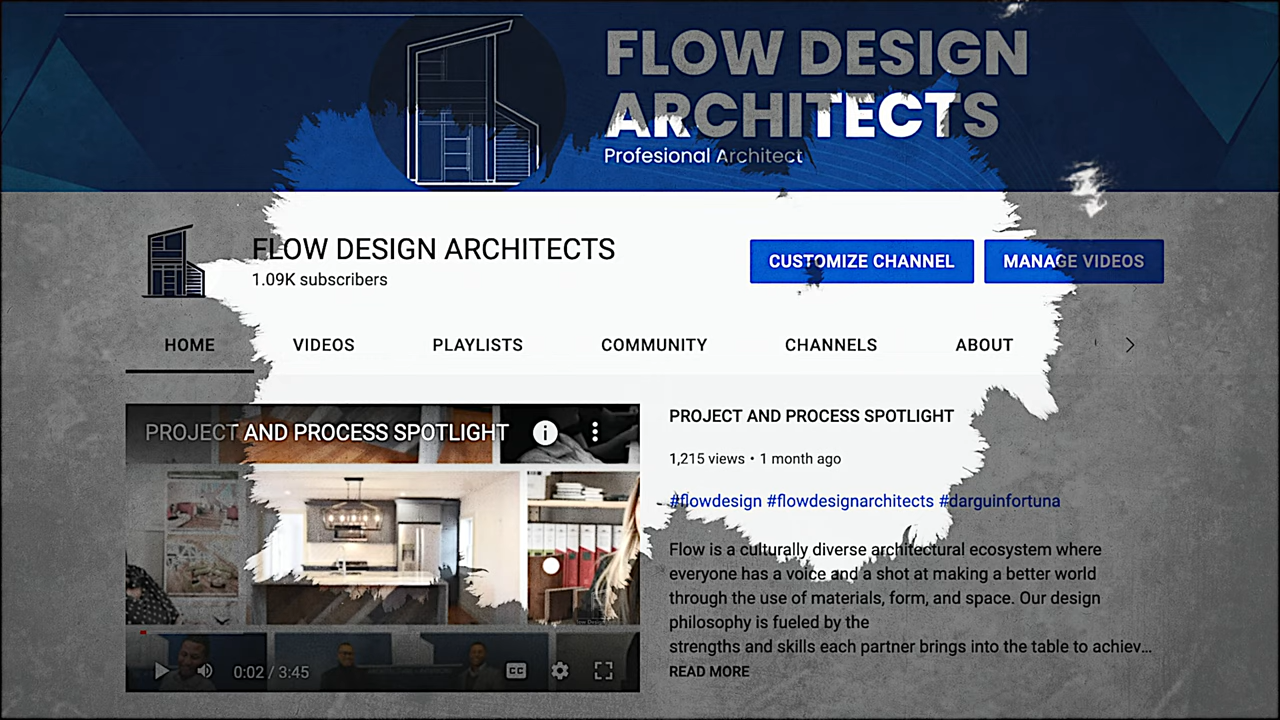 FLOW DESIGN
ARCHITECTS
Profesional Architect
FLOW DESIGN ARCHITECTS
1.09K subscribers
CUSTOMIZE CHANNEL
MANAGE VIDEOS
HOME
VIDEOS
PLAYLISTS
COMMUNITY
CHANNELS
ABOUT
PROJECT AND PROCESS SPOTLIGHT
0:02 / 3:45
CC
PROJECT AND PROCESS SPOTLIGHT
1,215 views • 1 month ago
#flowdesign #flowdesignarchitects #darguinfortuna
Flow is a culturally diverse architectural ecosystem where
everyone has a voice and a shot at making a better world
through the use of materials, form, and space. Our design
philosophy is fueled by the
strengths and skills each partner brings into the table to achiev...
READ MORE